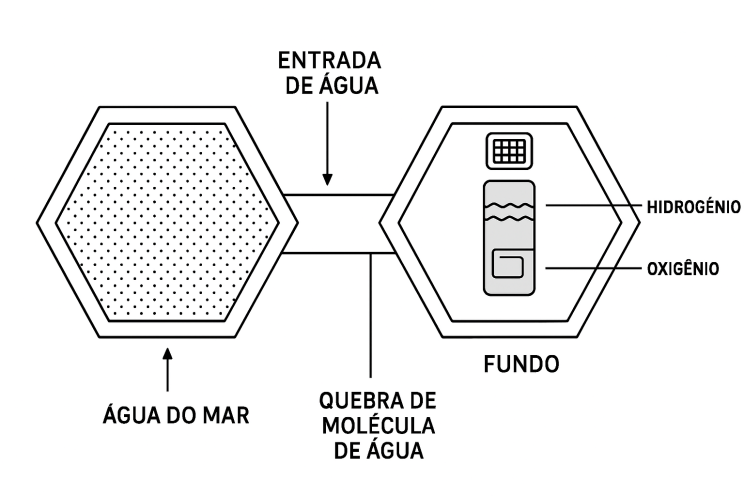 ENTRADA
DE ÁGUA
HIDROGÉNIO
OXIGÊNIO
FUNDO
ÁGUA DO MAR
QUEBRA DE
MOLÉCULA
DE ÁGUA